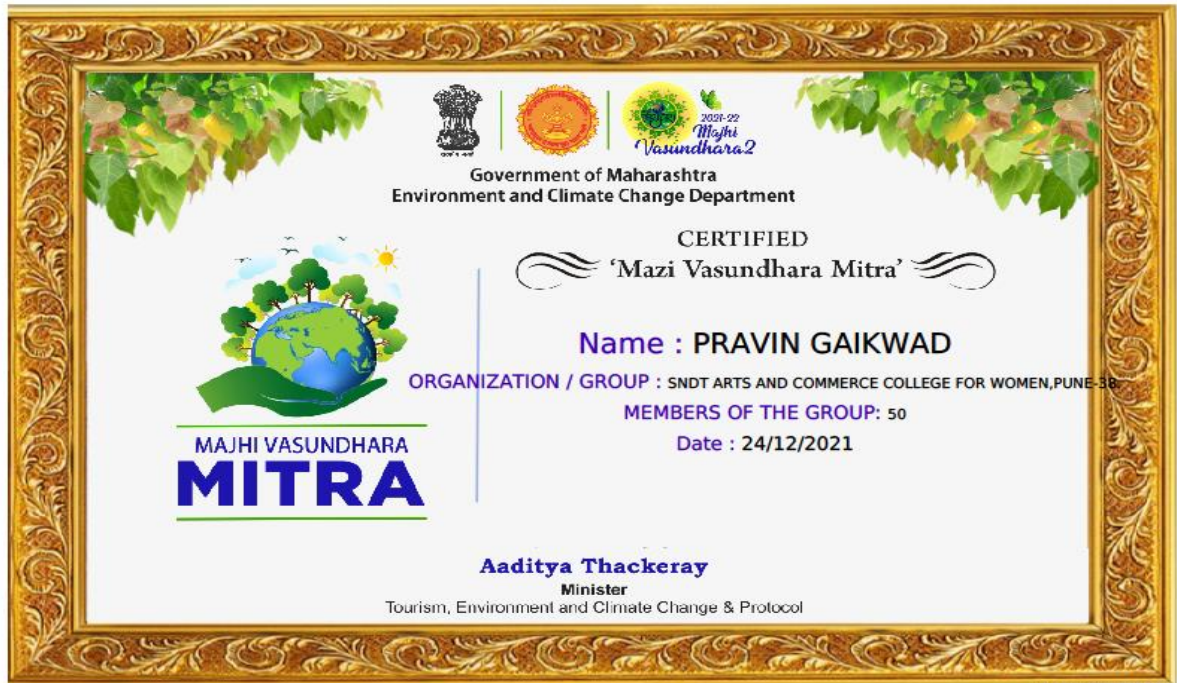 2021-22
Majhi
Vasundhara2
Government of Maharashtra
Environment and Climate Change Department
CERTIFIED
‘Mazi Vasundhara Mitra’
Name : PRAVIN GAIKWAD
ORGANIZATION / GROUP : SNDT ARTS AND COMMERCE COLLEGE FOR WOMEN,PUNE-38.
MEMBERS OF THE GROUP: 50
Date : 24/12/2021
MAJHI VASUNDHARA
MITRA
Aaditya Thackeray
Minister
Tourism, Environment and Climate Change & Protocol